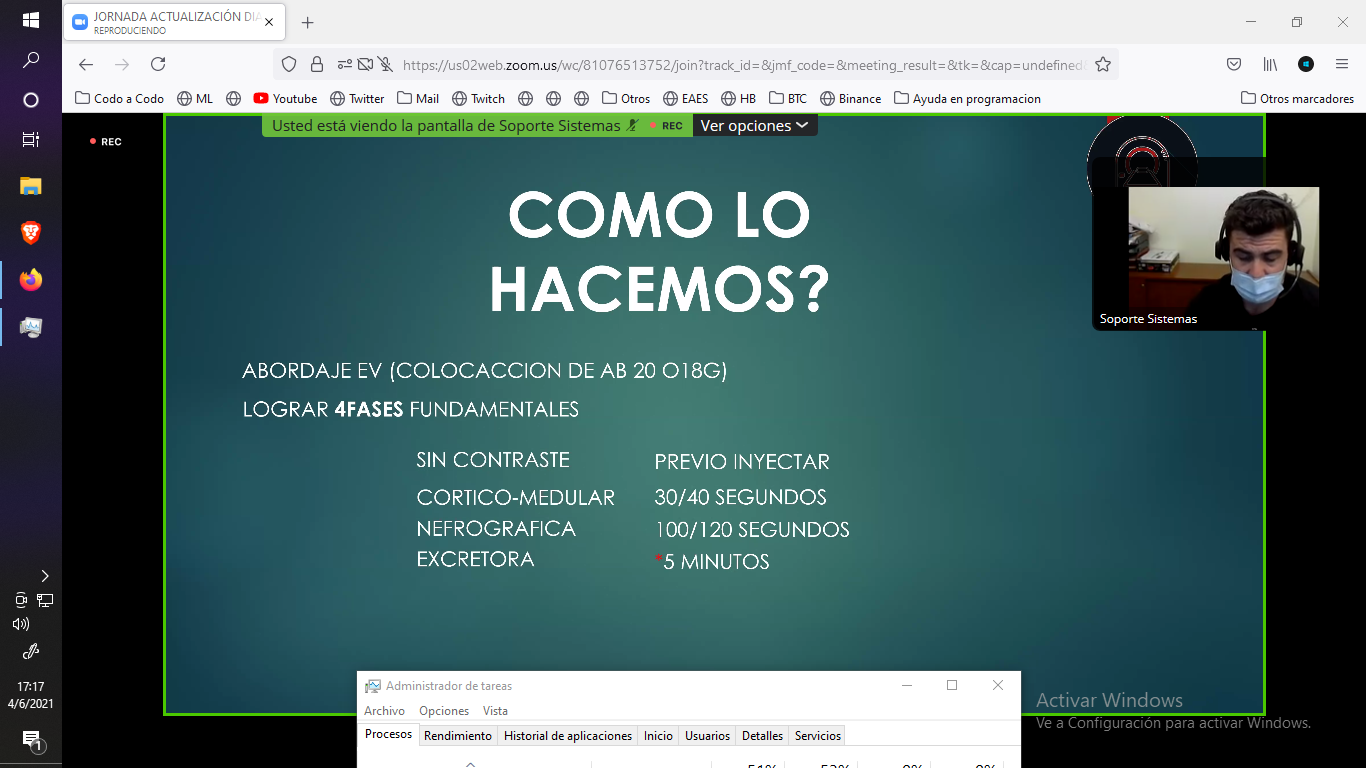 JORNADA ACTUALIZACIÓN DIA
REPRODUCIENDO
https://us02web.zoom.us/wc/81076513752/join?track_id=&jmf_code=&meeting_result=&tk=&cap=undefined
Codo a Codo ML Youtube Twitter Mail Twitch Otros EAES HB BTC Binance Ayuda en programacion Otros marcadores
Usted está viendo la pantalla de Soporte Sistemas REC Ver opciones
REC
COMO LO
HACEMOS?
Soporte Sistemas
ABORDAJE EV (COLOCACCION DE AB 20 O18G)
LOGRAR 4FASES FUNDAMENTALES
SIN CONTRASTE PREVIO INYECTAR
CORTICO-MEDULAR 30/40 SEGUNDOS
NEFROGRAFICA 100/120 SEGUNDOS
EXCRETORA *5 MINUTOS
17:17
4/6/2021
1
Administrador de tareas
Archivo Opciones Vista
Procesos Rendimiento Historial de aplicaciones Inicio Usuarios Detalles Servicios
Activar Windows
Ve a Configuración para activar Windows.